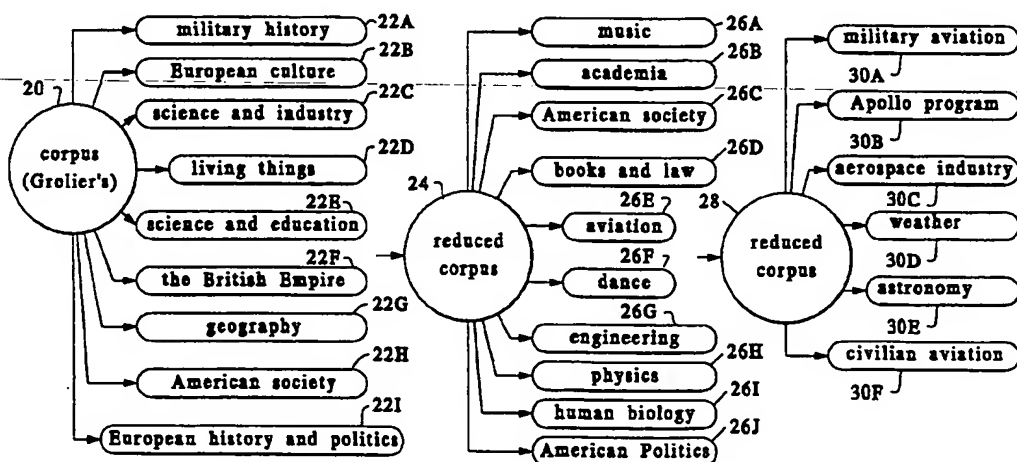 military history 22A
European culture 22B
science and industry 22C
living things 22D
22E
science and education
22F
the British Empire
geography 22G
American society 22H
European history and politics 22I
20
corpus
(Grolier's)
music 26A
academia 26B
American society 26C
books and law 26D
26E
aviation
26F
dance
26G
engineering
physics 26H
human biology 26I
American Politics 26J
24
reduced
corpus
military aviation
30A
Apollo program
30B
aerospace industry
30C
weather
30D
astronomy
30E
civilian aviation
30F
28
reduced
corpus